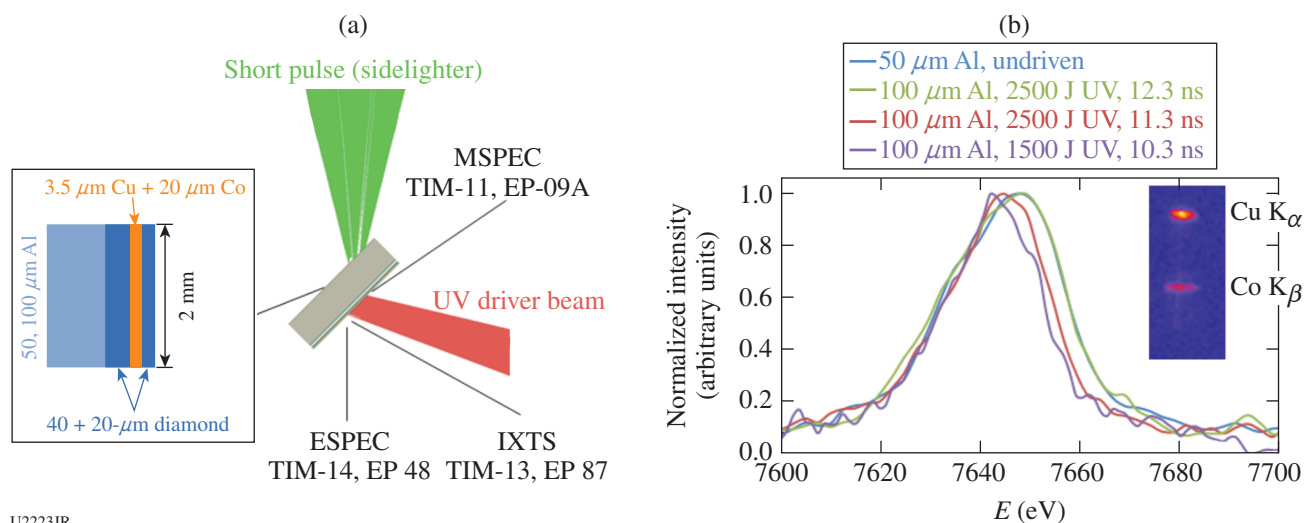 (a)
Short pulse (sidelighter)
MSPEC
TIM-11, EP-09A
3.5 μm Cu + 20 μm Co
50, 100 μm Al
2 mm
UV driver beam
40 + 20-μm diamond
ESPEC
TIM-14, EP 48
IXTS
TIM-13, EP 87
U2223JR
(b)
50 μm Al, undriven
100 μm Al, 2500 J UV, 12.3 ns
100 μm Al, 2500 J UV, 11.3 ns
100 μm Al, 1500 J UV, 10.3 ns
Normalized intensity
(arbitrary units)
1.0
0.8
0.6
0.4
0.2
0.0
Cu Kα
Co Kβ
7600 7620 7640 7660 7680 7700
E (eV)